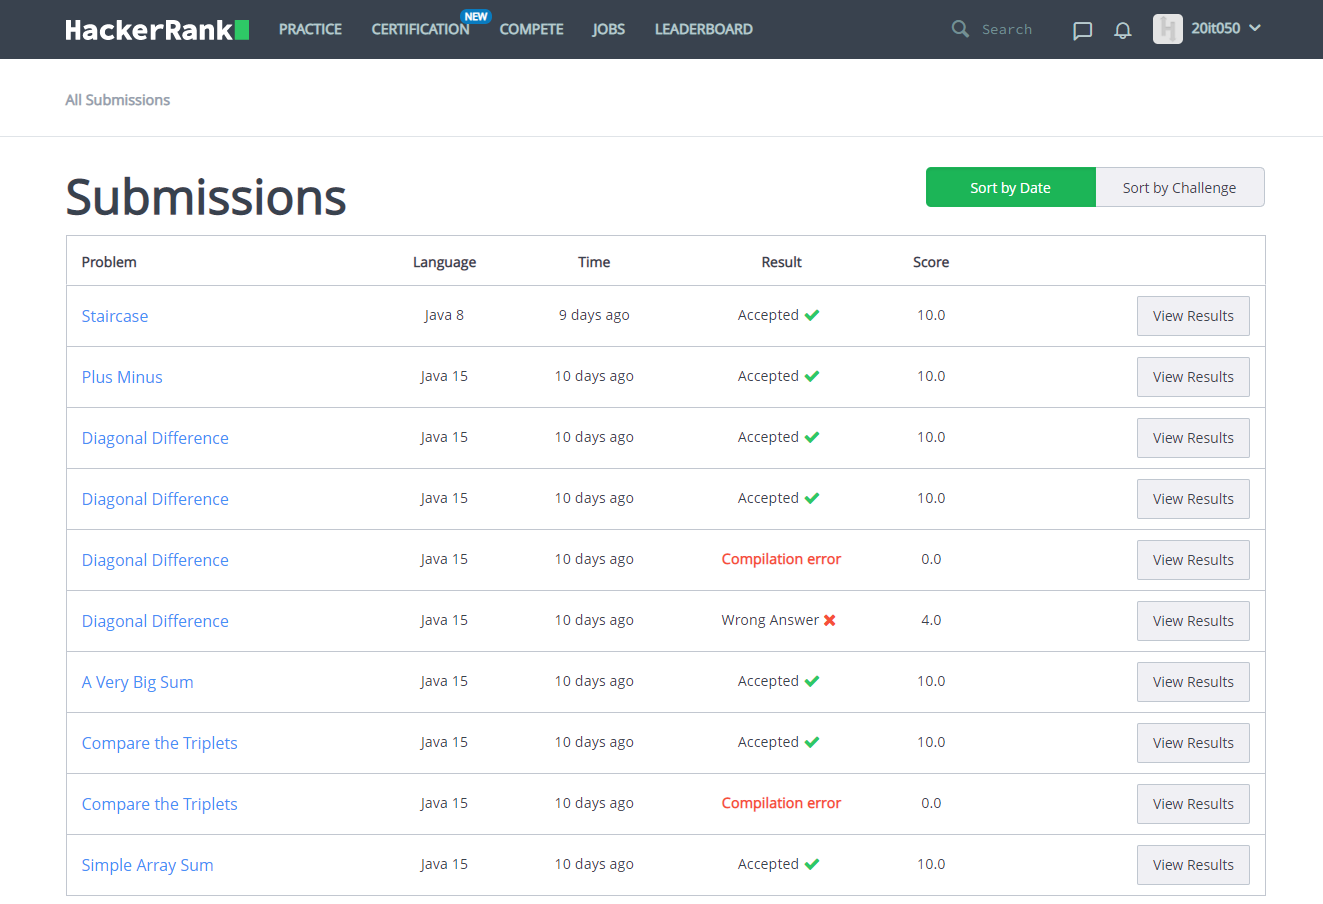 HackerRank PRACTICE CERTIFICATION NEW COMPETE JOBS LEADERBOARD Search 20it050
All Submissions
Submissions
Sort by Date Sort by Challenge
Problem Language Time Result Score
Staircase Java 8 9 days ago Accepted 10.0 View Results
Plus Minus Java 15 10 days ago Accepted 10.0 View Results
Diagonal Difference Java 15 10 days ago Accepted 10.0 View Results
Diagonal Difference Java 15 10 days ago Accepted 10.0 View Results
Diagonal Difference Java 15 10 days ago Compilation error 0.0 View Results
Diagonal Difference Java 15 10 days ago Wrong Answer 4.0 View Results
A Very Big Sum Java 15 10 days ago Accepted 10.0 View Results
Compare the Triplets Java 15 10 days ago Accepted 10.0 View Results
Compare the Triplets Java 15 10 days ago Compilation error 0.0 View Results
Simple Array Sum Java 15 10 days ago Accepted 10.0 View Results